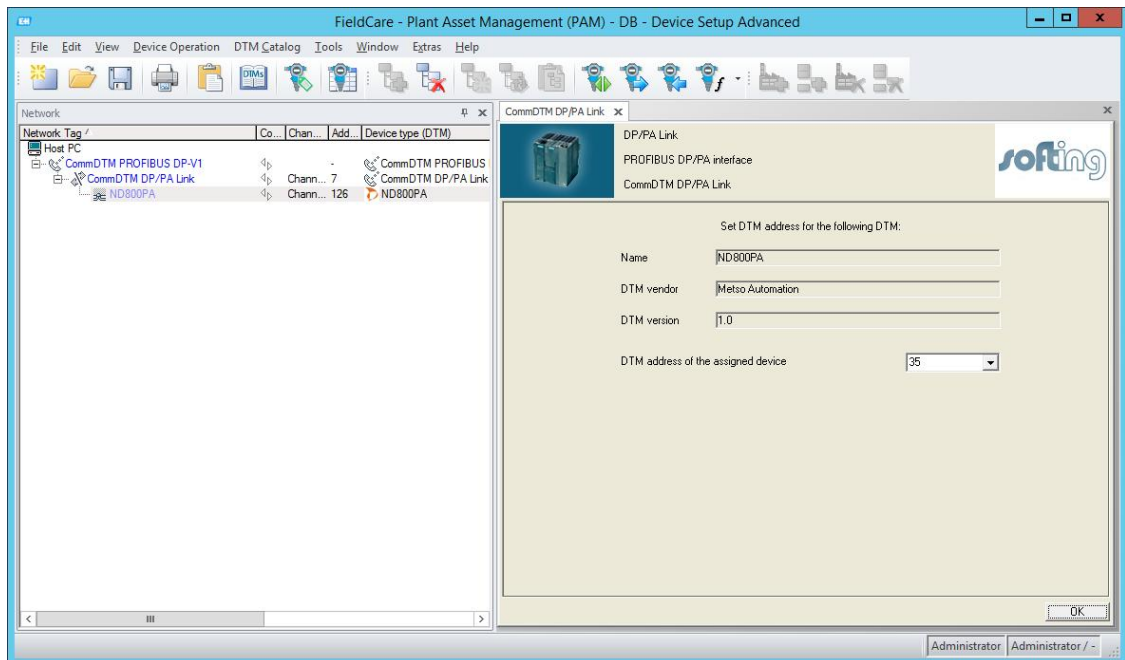 FieldCare - Plant Asset Management (PAM) - DB - Device Setup Advanced
File Edit View Device Operation DTM Catalog Tools Window Extras Help
DTMs
Network
CommDTM DP/PA Link
Network Tag / Co... Chan... Add... Device type (DTM)
Host PC
CommDTM PROFIBUS DP-V1 - CommDTM PROFIBUS
CommDTM DP/PA Link Chann... 7 CommDTM DP/PA Link
ND800PA Chann... 126 ND800PA
DP/PA Link
PROFIBUS DP/PA interface
CommDTM DP/PA Link
softing
Set DTM address for the following DTM:
Name ND800PA
DTM vendor Metso Automation
DTM version 1.0
DTM address of the assigned device 35
OK
Administrator Administrator / -